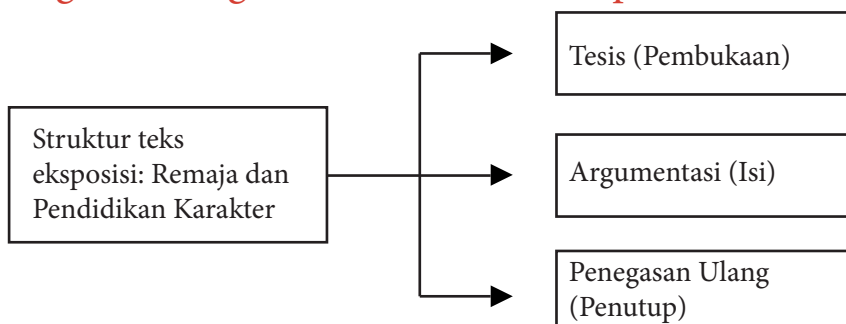 Struktur teks
eksposisi: Remaja dan
Pendidikan Karakter
Tesis (Pembukaan)
Argumentasi (Isi)
Penegasan Ulang
(Penutup)